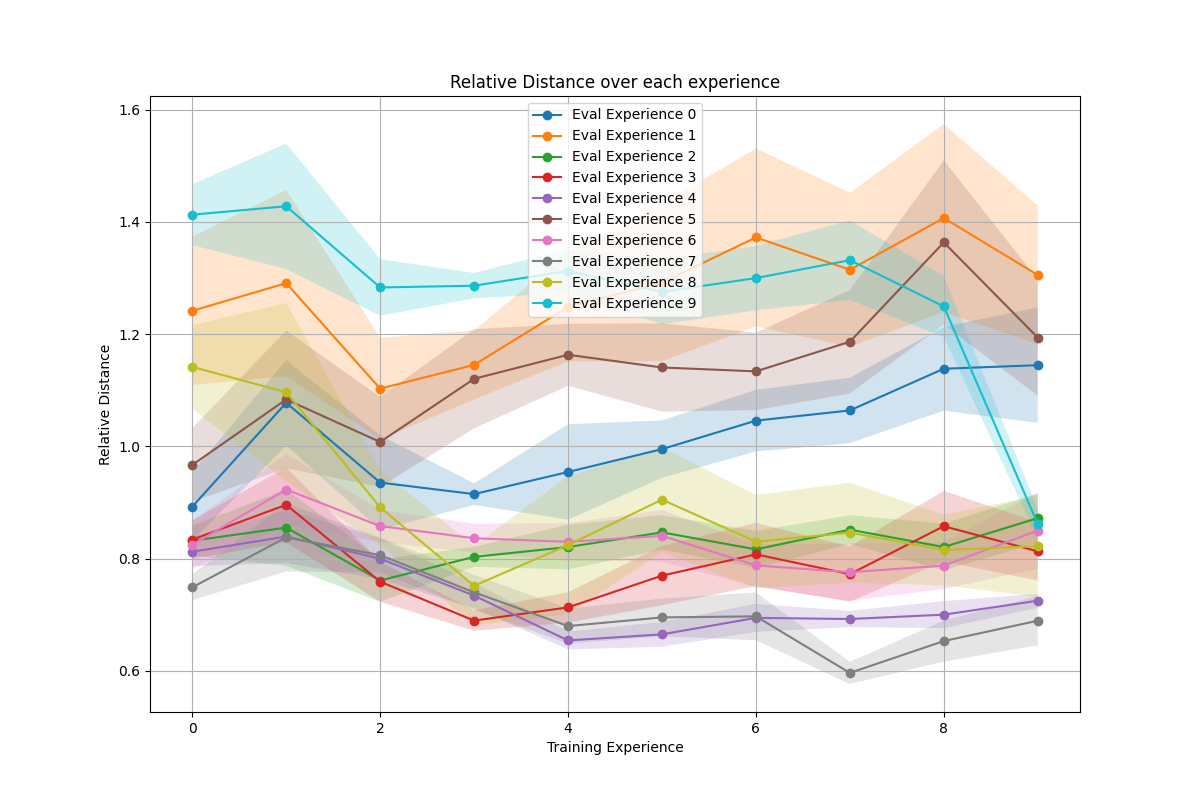 Relative Distance over each experience
1.6
1.4
1.2
1.0
0.8
0.6
Relative Distance
Eval Experience 0
Eval Experience 1
Eval Experience 2
Eval Experience 3
Eval Experience 4
Eval Experience 5
Eval Experience 6
Eval Experience 7
Eval Experience 8
Eval Experience 9
0 2 4 6 8
Training Experience